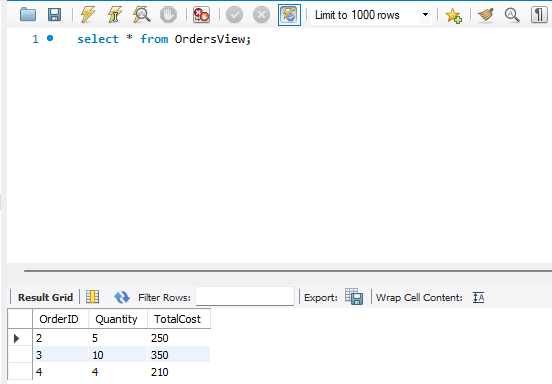 Limit to 1000 rows
1 select * from OrdersView;
Result Grid Filter Rows: Export: Wrap Cell Content:
OrderID Quantity TotalCost
2 5 250
3 10 350
4 4 210